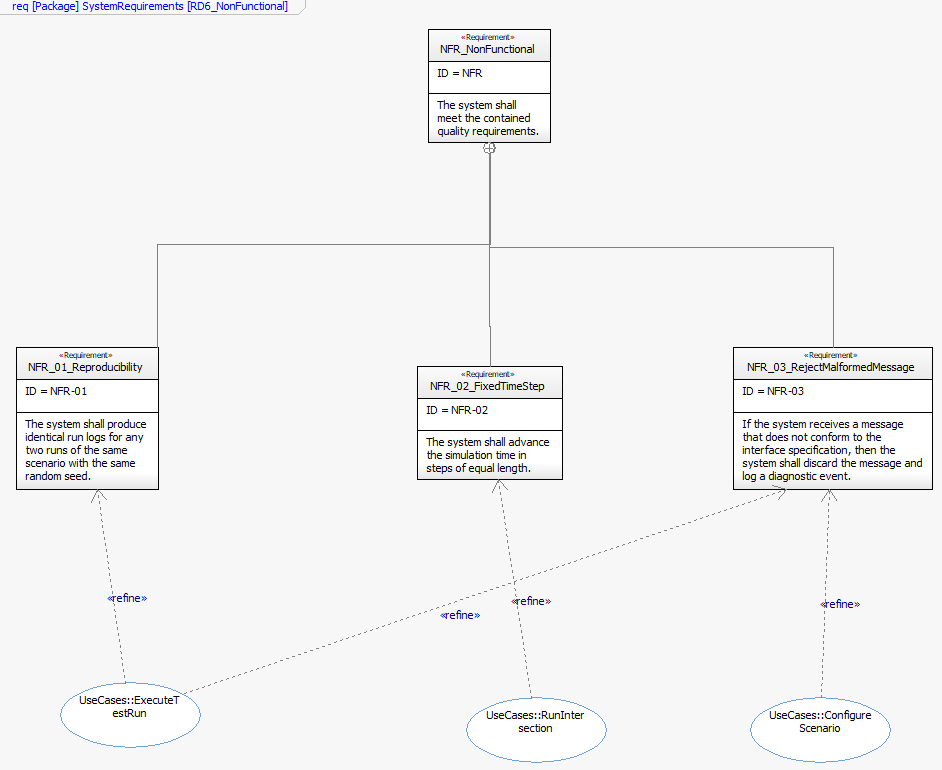 req [Package] SystemRequirements [RD6_NonFunctional]
«Requirement»
NFR_NonFunctional
ID = NFR
The system shall
meet the contained
quality requirements.
«Requirement»
NFR_01_Reproducibility
ID = NFR-01
The system shall produce
identical run logs for any
two runs of the same
scenario with the same
random seed.
«Requirement»
NFR_02_FixedTimeStep
ID = NFR-02
The system shall advance
the simulation time in
steps of equal length.
«Requirement»
NFR_03_RejectMalformedMessage
ID = NFR-03
If the system receives a message
that does not conform to the
interface specification, then the
system shall discard the message and
log a diagnostic event.
«refine»
«refine»
«refine»
«refine»
UseCases::ExecuteT
estRun
UseCases::RunInter
section
UseCases::Configure
Scenario